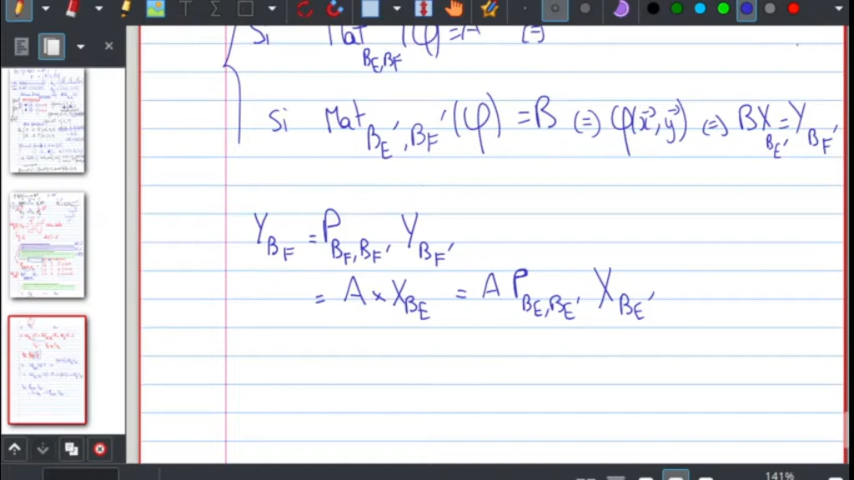 Si Mat_{B_E,B_F}(φ)=A (=)
Si Mat_{B_E',B_F'}(φ) = B (=) φ(x⃗,y⃗) (=) BX_{B_E'}=Y_{B_F'}
Y_{B_F} = P_{B_F,B_F'} Y_{B_F'}
= A × X_{B_E} = A P_{B_E,B_E'} X_{B_E'}
141%